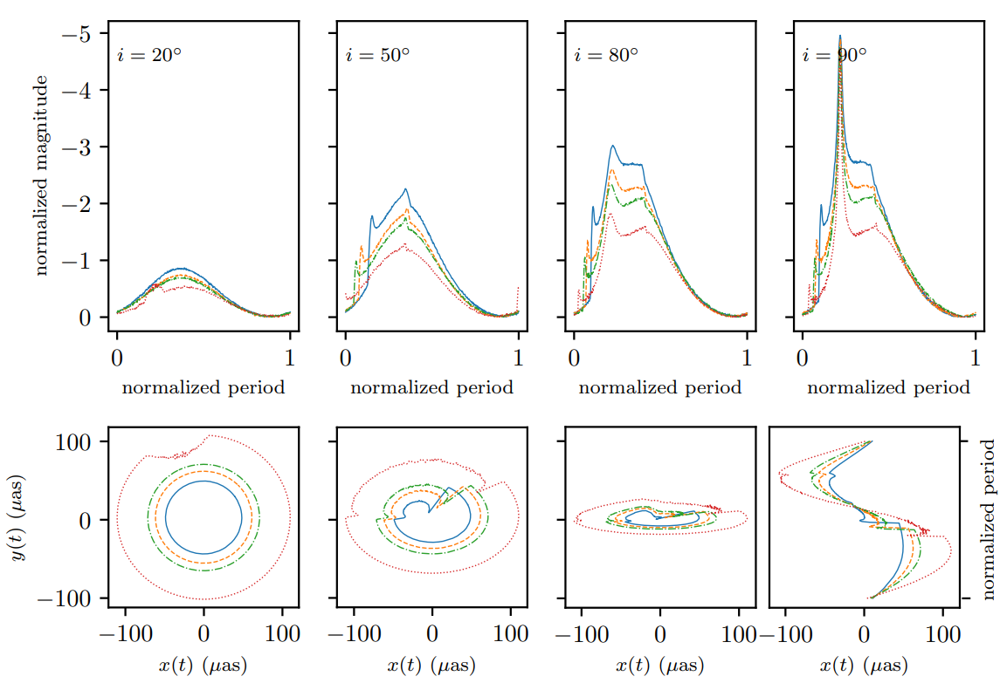 normalized magnitude
−5
−4
−3
−2
−1
0
i = 20°
i = 50°
i = 80°
i = 90°
0 1
0 1
0 1
0 1
normalized period
normalized period
normalized period
normalized period
y(t) (μas)
100
0
−100
normalized period
−100 0 100
−100 0 100
−100 0 100
−100 0 100
x(t) (μas)
x(t) (μas)
x(t) (μas)
x(t) (μas)